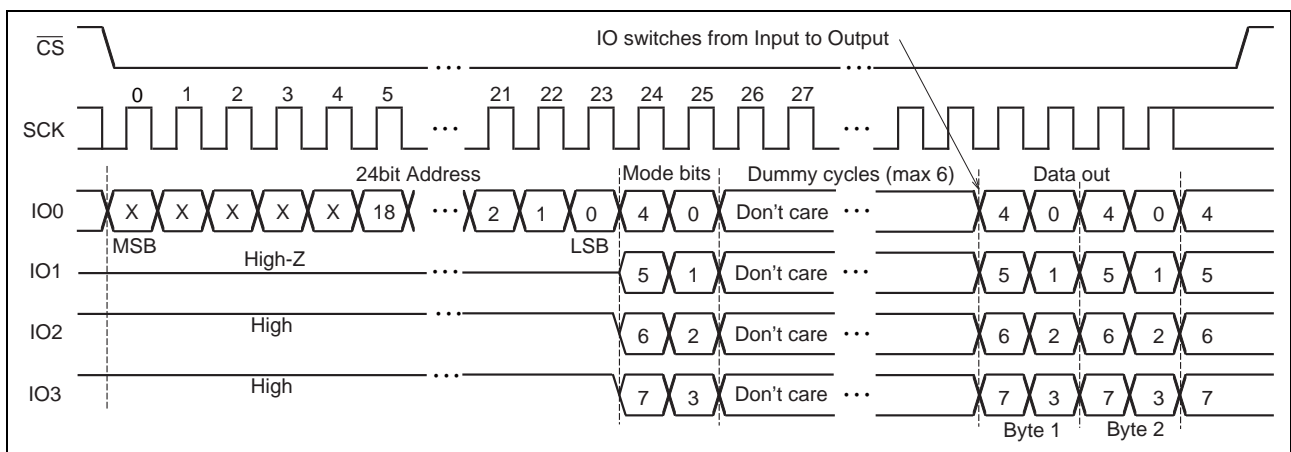 CS IO switches from Input to Output
...
...
0 1 2 3 4 5 21 22 23 24 25 26 27
SCK ... ...
24bit Address Mode bits Dummy cycles (max 6) Data out
IO0 X X X X X 18 ... 2 1 0 4 0 Don't care ... 4 0 4 0 4
MSB LSB
IO1 High-Z ... 5 1 Don't care ... 5 1 5 1 5
IO2 High ... 6 2 Don't care ... 6 2 6 2 6
IO3 High ... 7 3 Don't care ... 7 3 7 3 7
Byte 1 Byte 2